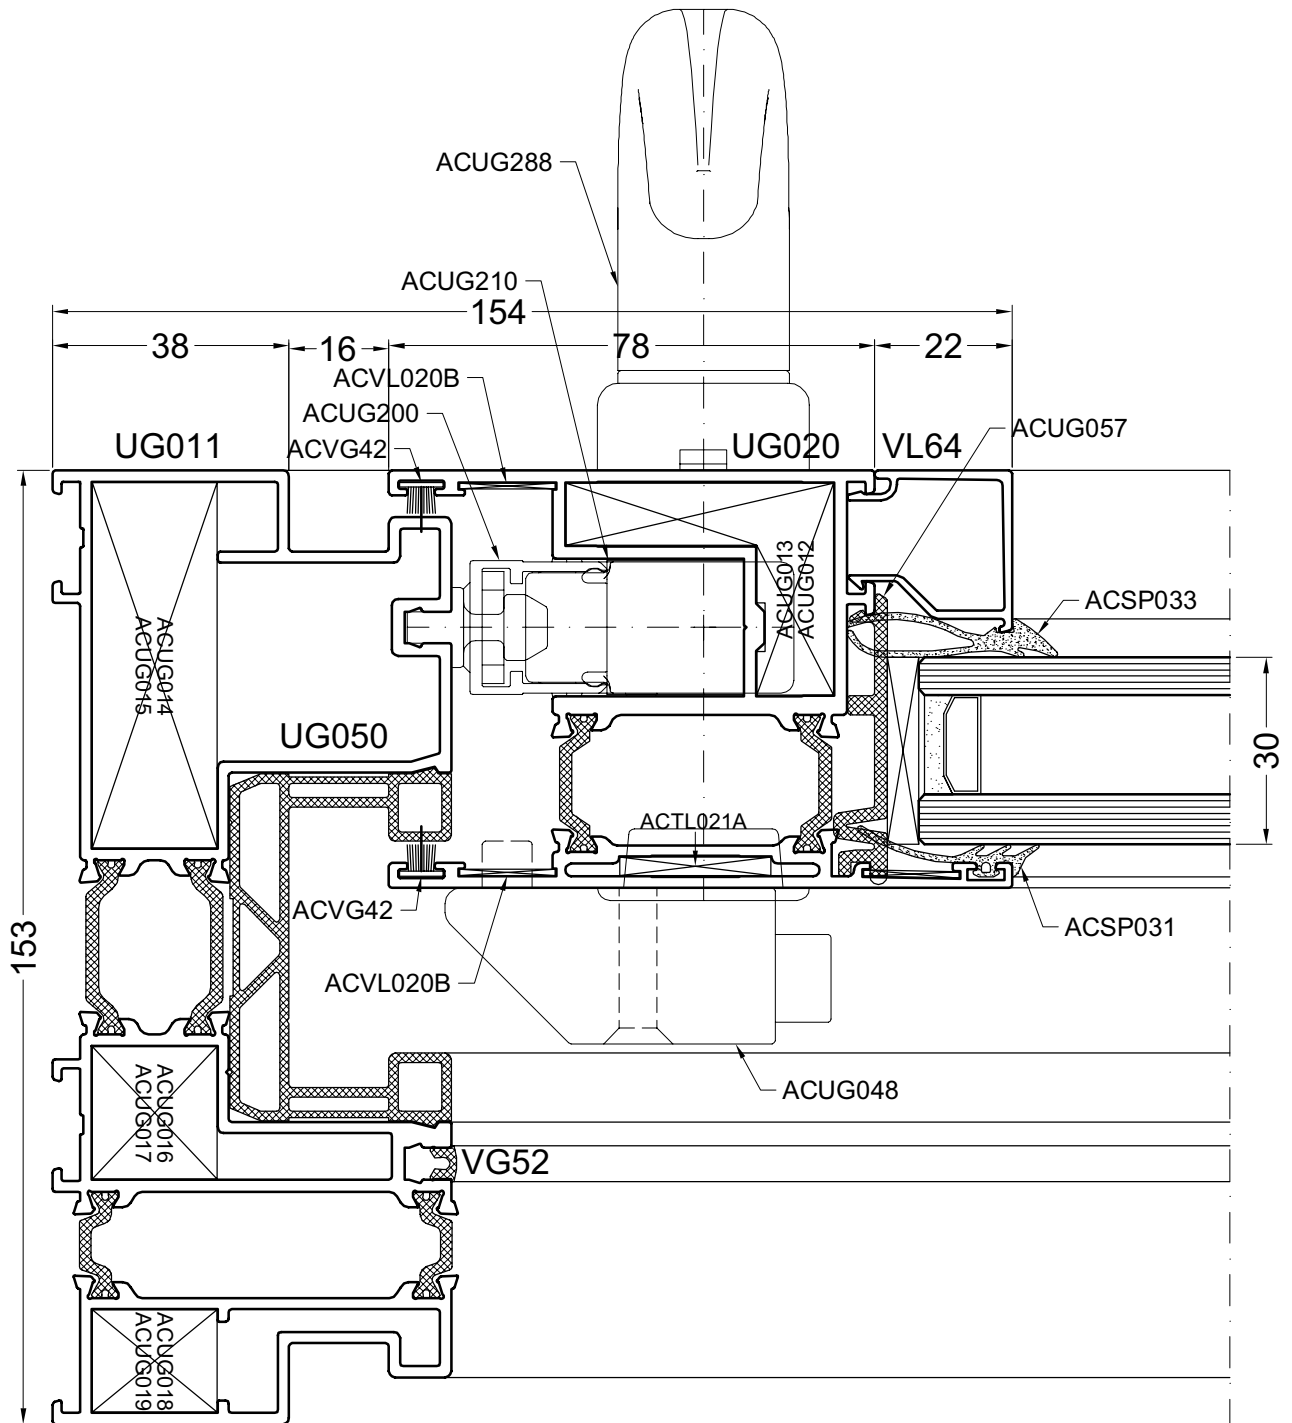 ACUG288
ACUG210
154
38
16
78
22
ACVL020B
ACUG200
ACVG42
UG011
UG020
VL64
ACUG057
ACUG013
ACUG012
ACSP033
ACUG014
ACUG015
UG050
30
ACTL021A
ACVG42
ACSP031
153
ACVL020B
ACUG048
ACUG016
ACUG017
VG52
ACUG018
ACUG019